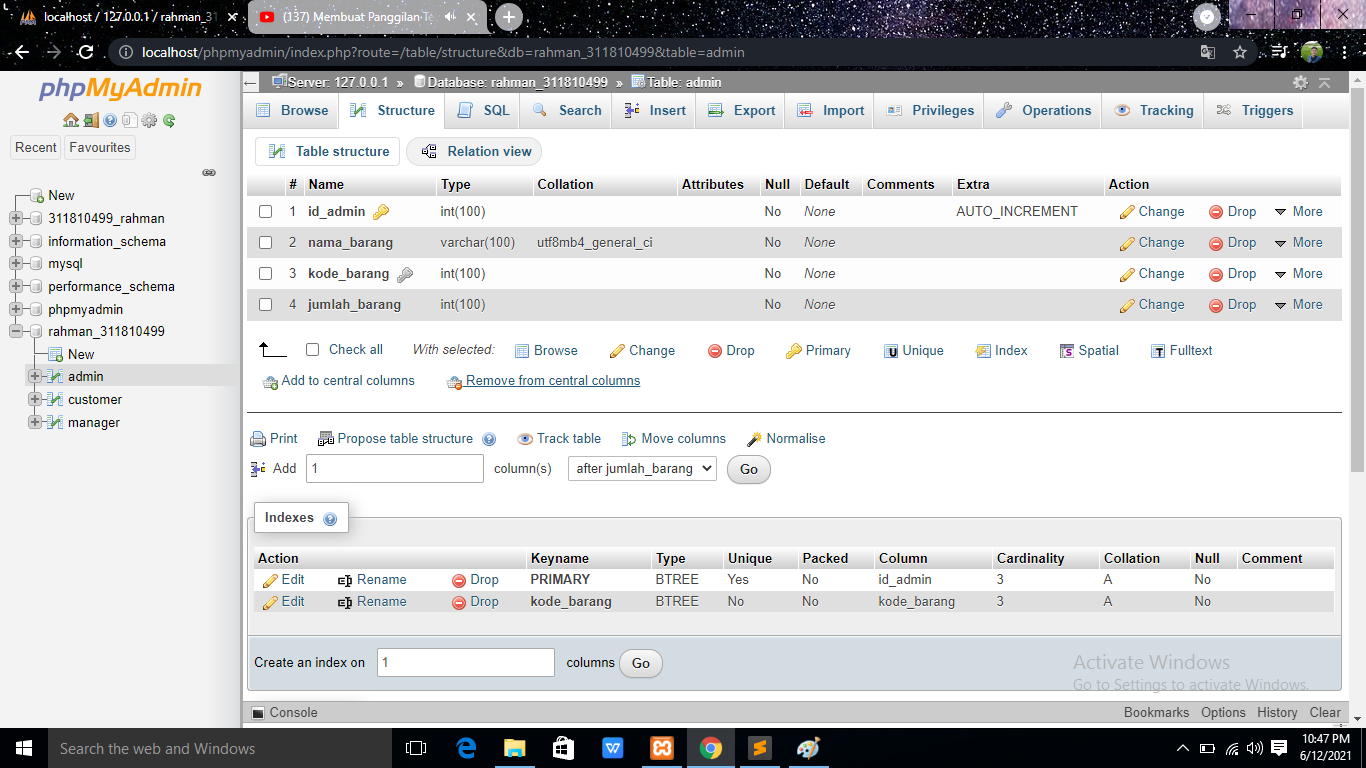 localhost / 127.0.0.1 / rahman_31
(137) Membuat Panggilan Te
localhost/phpmyadmin/index.php?route=/table/structure&db=rahman_311810499&table=admin
phpMyAdmin
Recent Favourites
New
311810499_rahman
information_schema
mysql
performance_schema
phpmyadmin
rahman_311810499
New
admin
customer
manager
Server: 127.0.0.1 » Database: rahman_311810499 » Table: admin
Browse Structure SQL Search Insert Export Import Privileges Operations Tracking Triggers
Table structure Relation view
# Name Type Collation Attributes Null Default Comments Extra Action
1 id_admin int(100) No None AUTO_INCREMENT Change Drop More
2 nama_barang varchar(100) utf8mb4_general_ci No None Change Drop More
3 kode_barang int(100) No None Change Drop More
4 jumlah_barang int(100) No None Change Drop More
Check all With selected: Browse Change Drop Primary Unique Index Spatial Fulltext
Add to central columns Remove from central columns
Print Propose table structure Track table Move columns Normalise
Add 1 column(s) after jumlah_barang Go
Indexes
Action Keyname Type Unique Packed Column Cardinality Collation Null Comment
Edit Rename Drop PRIMARY BTREE Yes No id_admin 3 A No
Edit Rename Drop kode_barang BTREE No No kode_barang 3 A No
Create an index on 1 columns Go
Activate Windows
Go to Settings to activate Windows.
Console Bookmarks Options History Clear
Search the web and Windows
10:47 PM
6/12/2021